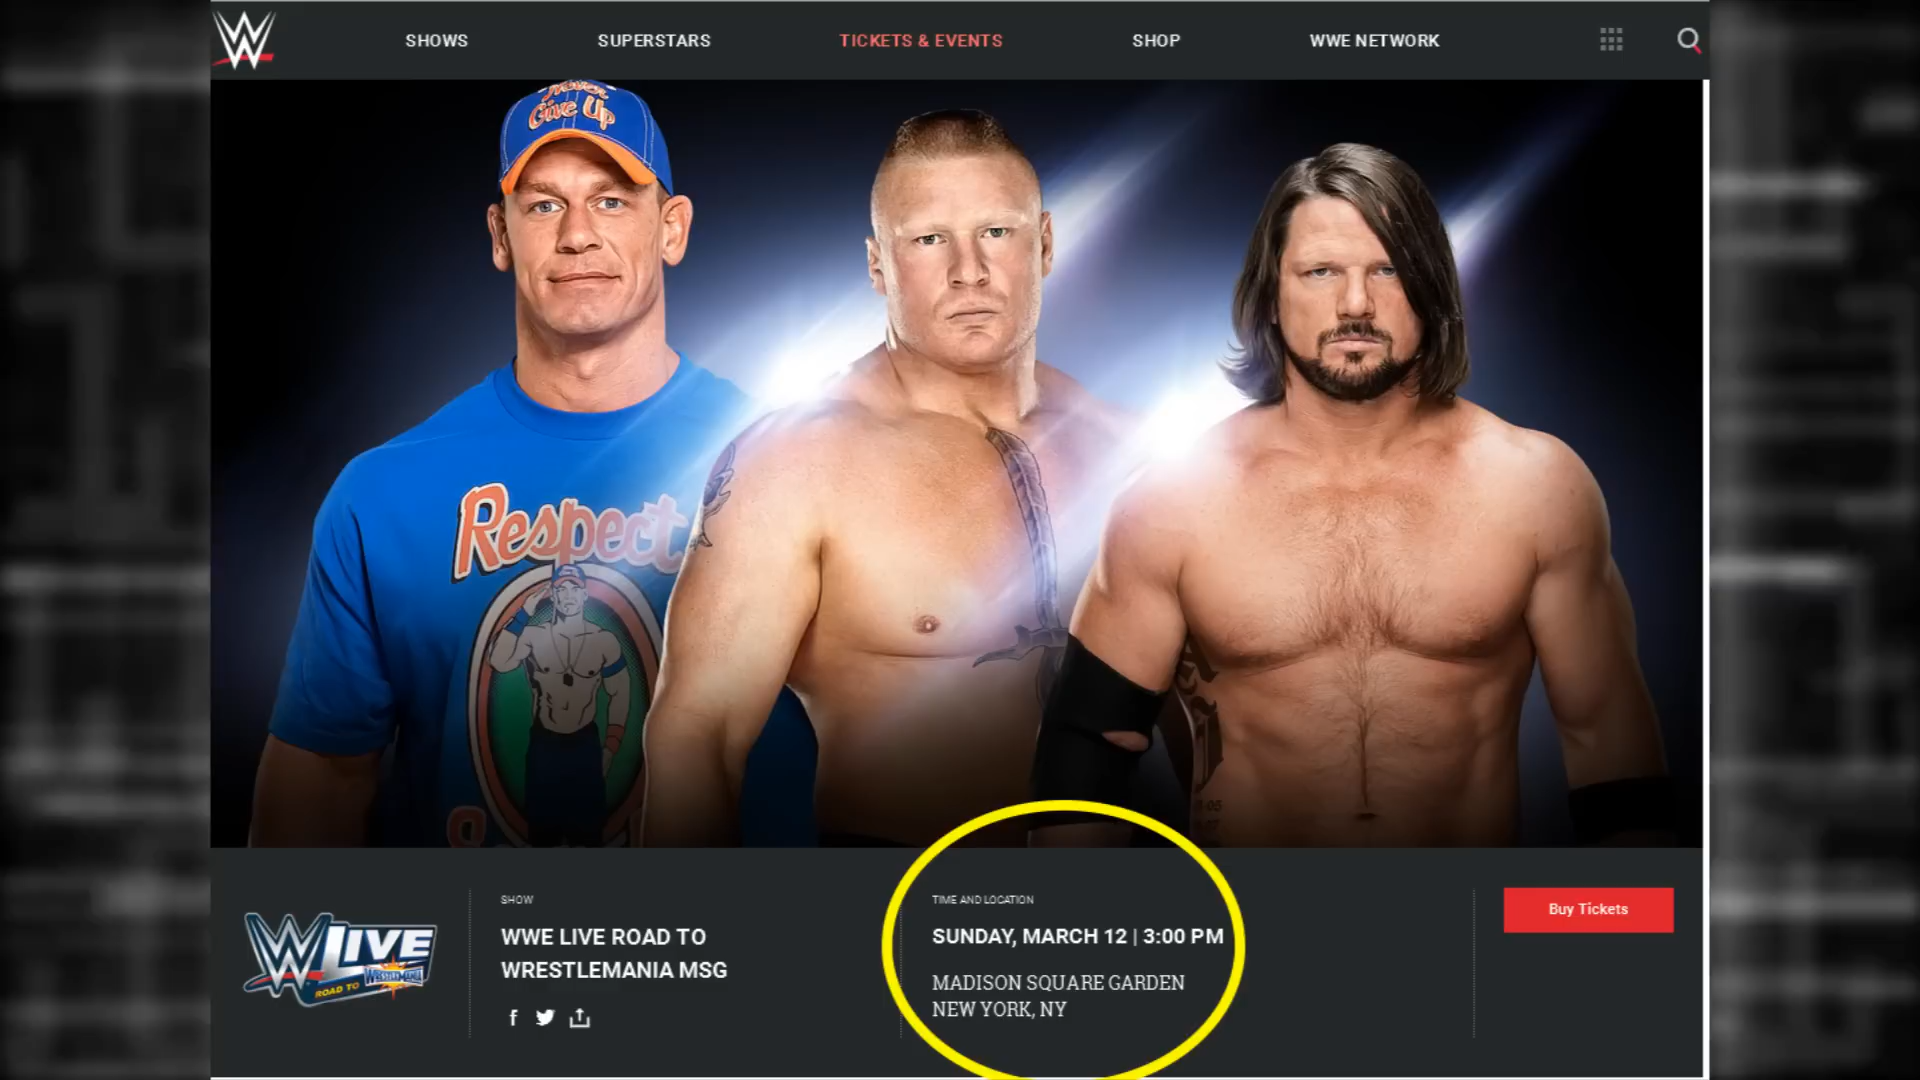 SHOWS
SUPERSTARS
TICKETS & EVENTS
SHOP
WWE NETWORK
Never
Give Up
Respect
SHOW
WWE LIVE ROAD TO
WRESTLEMANIA MSG
LIVE
ROAD TO WRESTLEMANIA
TIME AND LOCATION
SUNDAY, MARCH 12 | 3:00 PM
MADISON SQUARE GARDEN
NEW YORK, NY
Buy Tickets